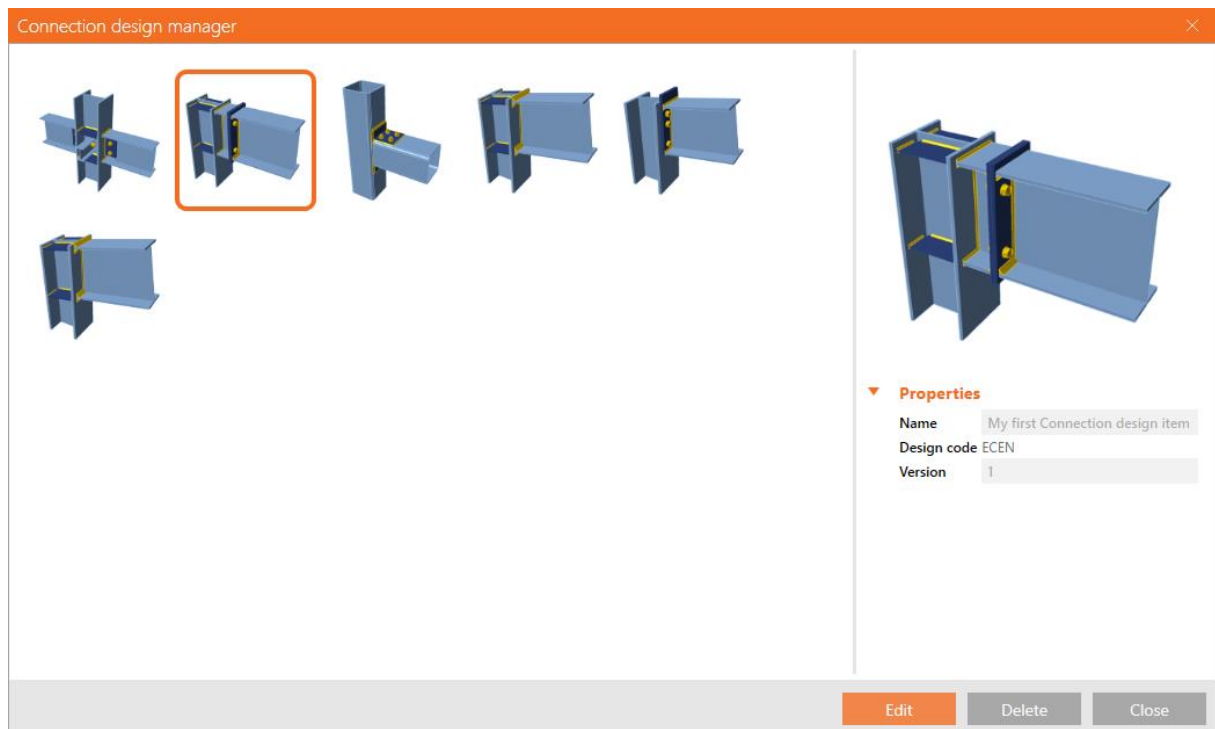 Connection design manager
Properties
Name My first Connection design item
Design code ECEN
Version 1
Edit Delete Close